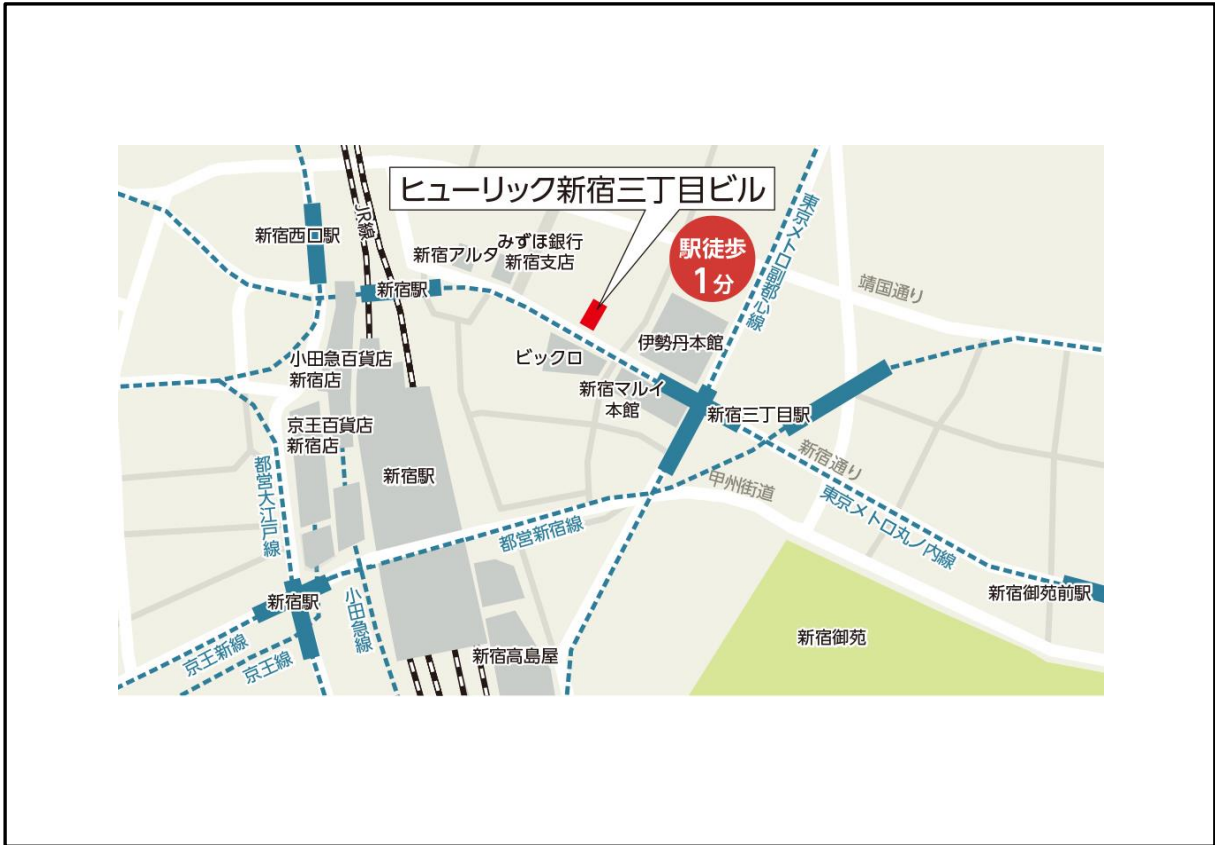 ヒューリック新宿三丁目ビル
駅徒歩
1分
JR線
新宿西口駅
新宿アルタ
みずほ銀行
新宿支店
東京メトロ副都心線
靖国通り
新宿駅
小田急百貨店
新宿店
ビックロ
伊勢丹本館
新宿マルイ
本館
新宿三丁目駅
京王百貨店
新宿店
新宿駅
都営大江戸線
新宿通り
甲州街道
東京メトロ丸ノ内線
都営新宿線
新宿駅
小田急線
新宿御苑前駅
京王新線
京王線
新宿高島屋
新宿御苑